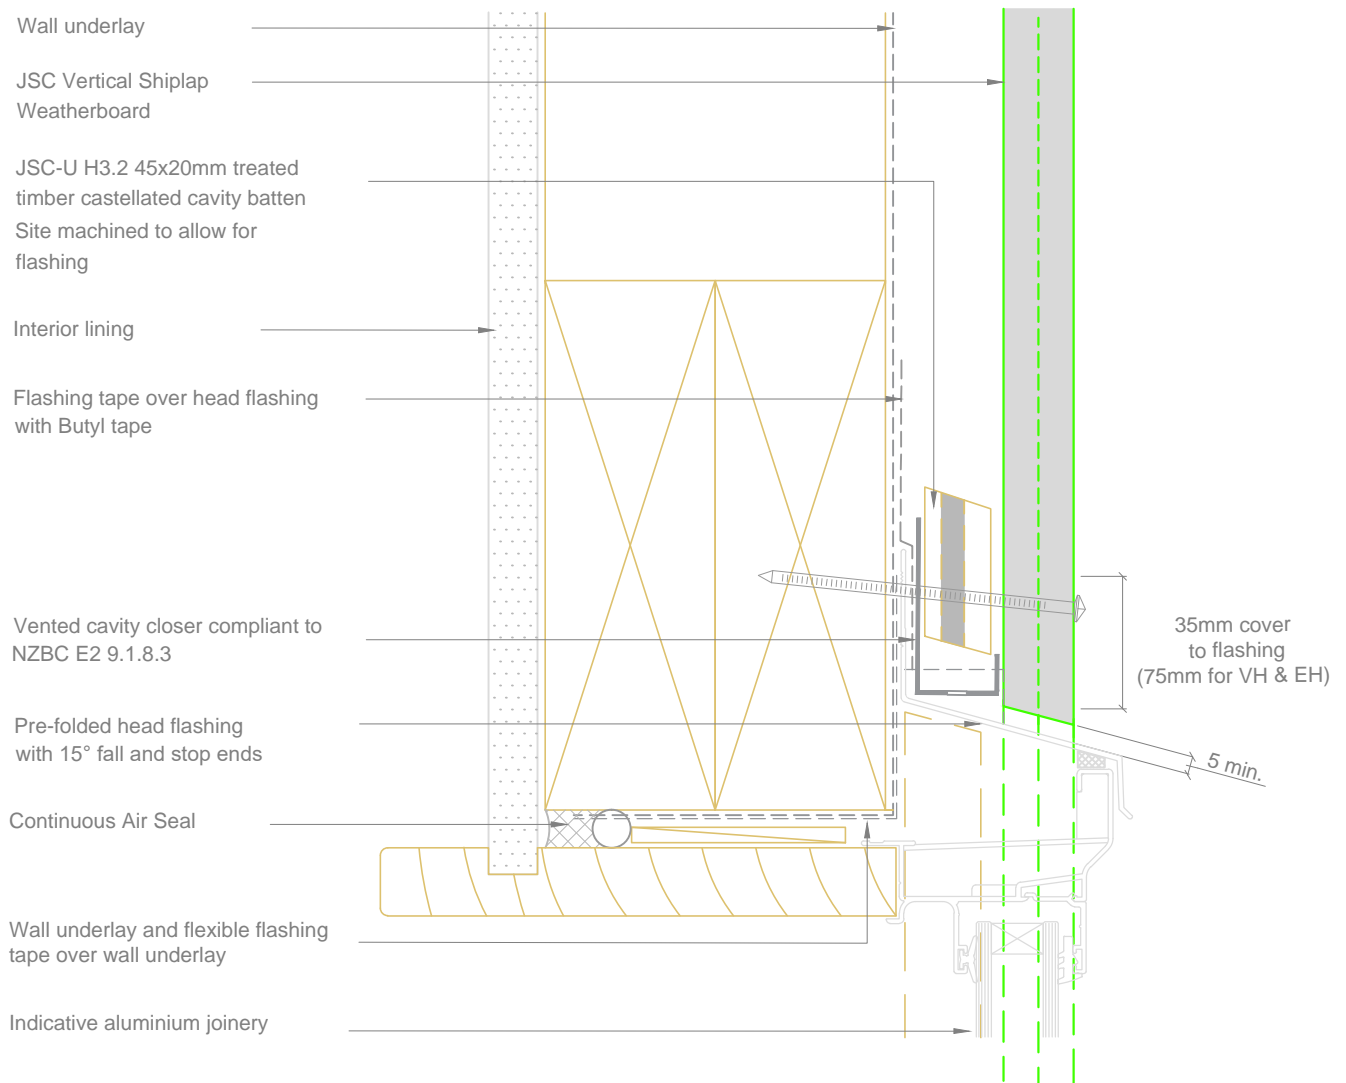 Wall underlay
JSC Vertical Shiplap
Weatherboard
JSC-U H3.2 45x20mm treated
timber castellated cavity batten
Site machined to allow for
flashing
Interior lining
Flashing tape over head flashing
with Butyl tape
Vented cavity closer compliant to
NZBC E2 9.1.8.3
35mm cover
to flashing
(75mm for VH & EH)
Pre-folded head flashing
with 15° fall and stop ends
5 min.
Continuous Air Seal
Wall underlay and flexible flashing
tape over wall underlay
Indicative aluminium joinery